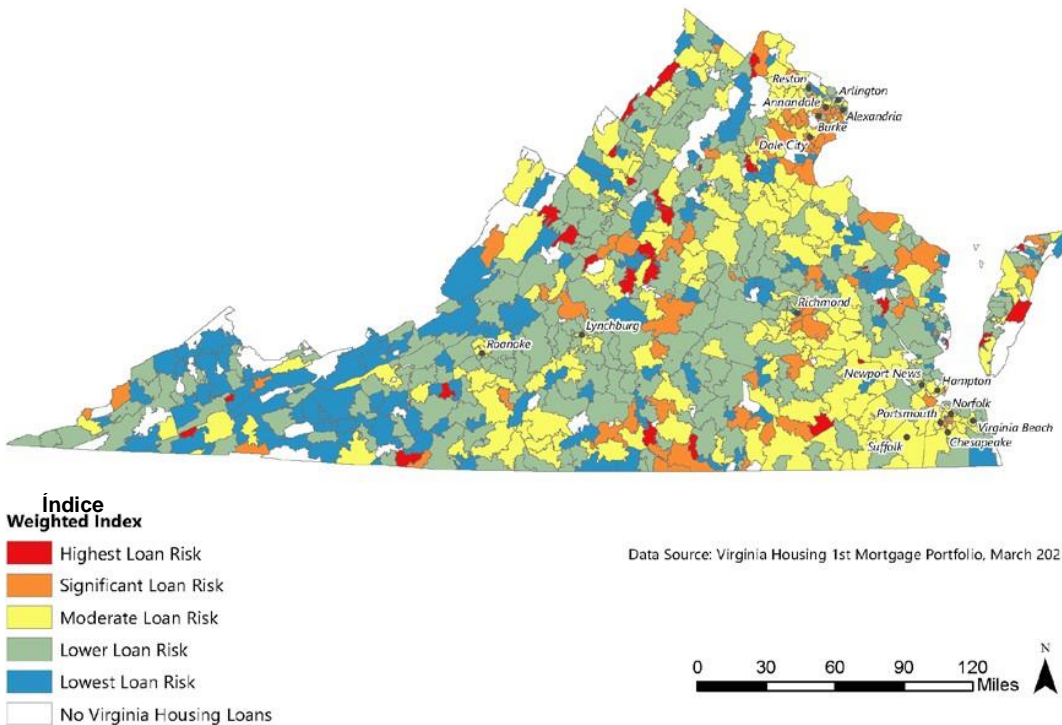 Reston
Arlington
Annandale
Alexandria
Burke
Dale City
Richmond
Lynchburg
Roanoke
Newport News
Hampton
Norfolk
Portsmouth
Virginia Beach
Suffolk
Chesapeake
Índice
Weighted Index
Highest Loan Risk
Significant Loan Risk
Moderate Loan Risk
Lower Loan Risk
Lowest Loan Risk
No Virginia Housing Loans
Data Source: Virginia Housing 1st Mortgage Portfolio, March 202
N
0 30 60 90 120
Miles